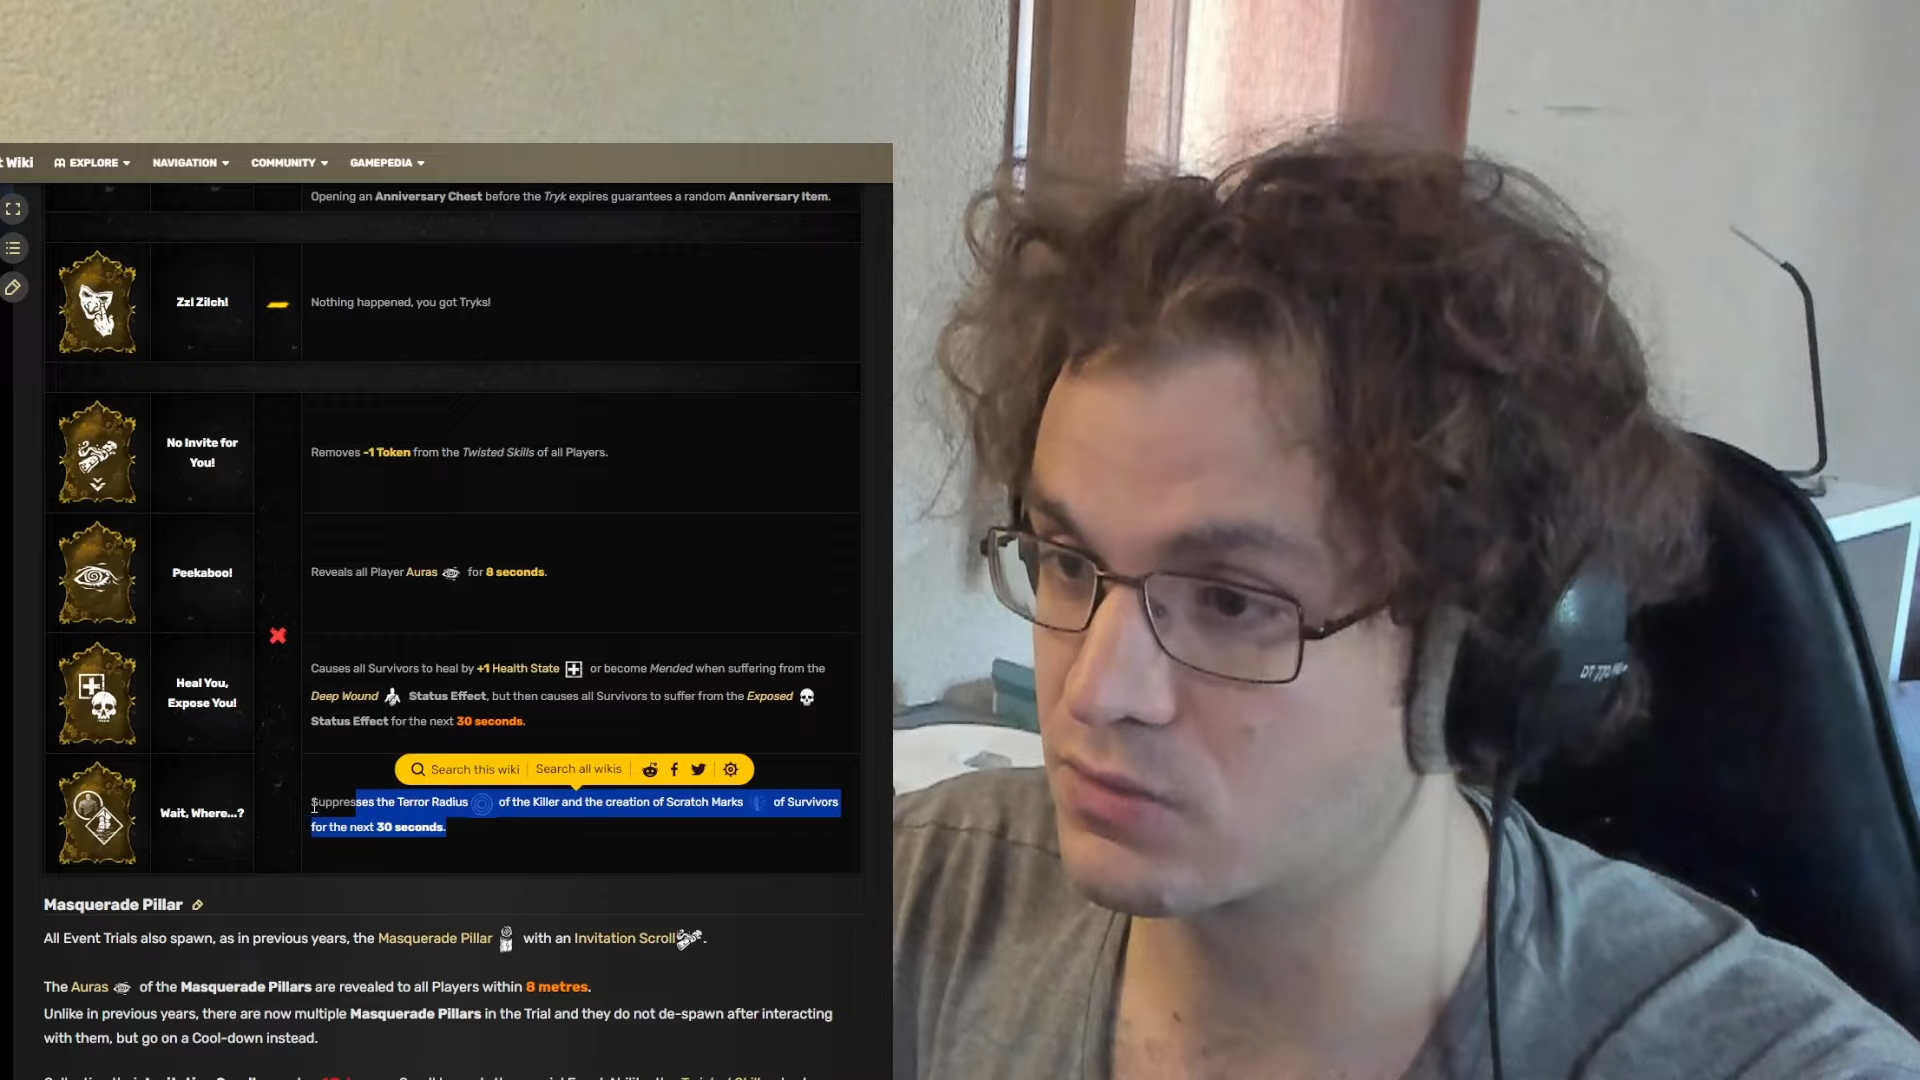 t Wiki EXPLORE NAVIGATION COMMUNITY GAMEPEDIA
Opening an Anniversary Chest before the Tryk expires guarantees a random Anniversary Item.
Zzl Zilch!
Nothing happened, you got Tryks!
No Invite for
You!
Removes -1 Token from the Twisted Skills of all Players.
Peekaboo!
Reveals all Player Auras for 8 seconds.
Heal You,
Expose You!
Causes all Survivors to heal by +1 Health State or become Mended when suffering from the
Deep Wound Status Effect, but then causes all Survivors to suffer from the Exposed
Status Effect for the next 30 seconds.
Search this wiki Search all wikis
Wait, Where...?
Suppresses the Terror Radius of the Killer and the creation of Scratch Marks of Survivors
for the next 30 seconds.
Masquerade Pillar
All Event Trials also spawn, as in previous years, the Masquerade Pillar with an Invitation Scroll.
The Auras of the Masquerade Pillars are revealed to all Players within 8 metres.
Unlike in previous years, there are now multiple Masquerade Pillars in the Trial and they do not de-spawn after interacting
with them, but go on a Cool-down instead.